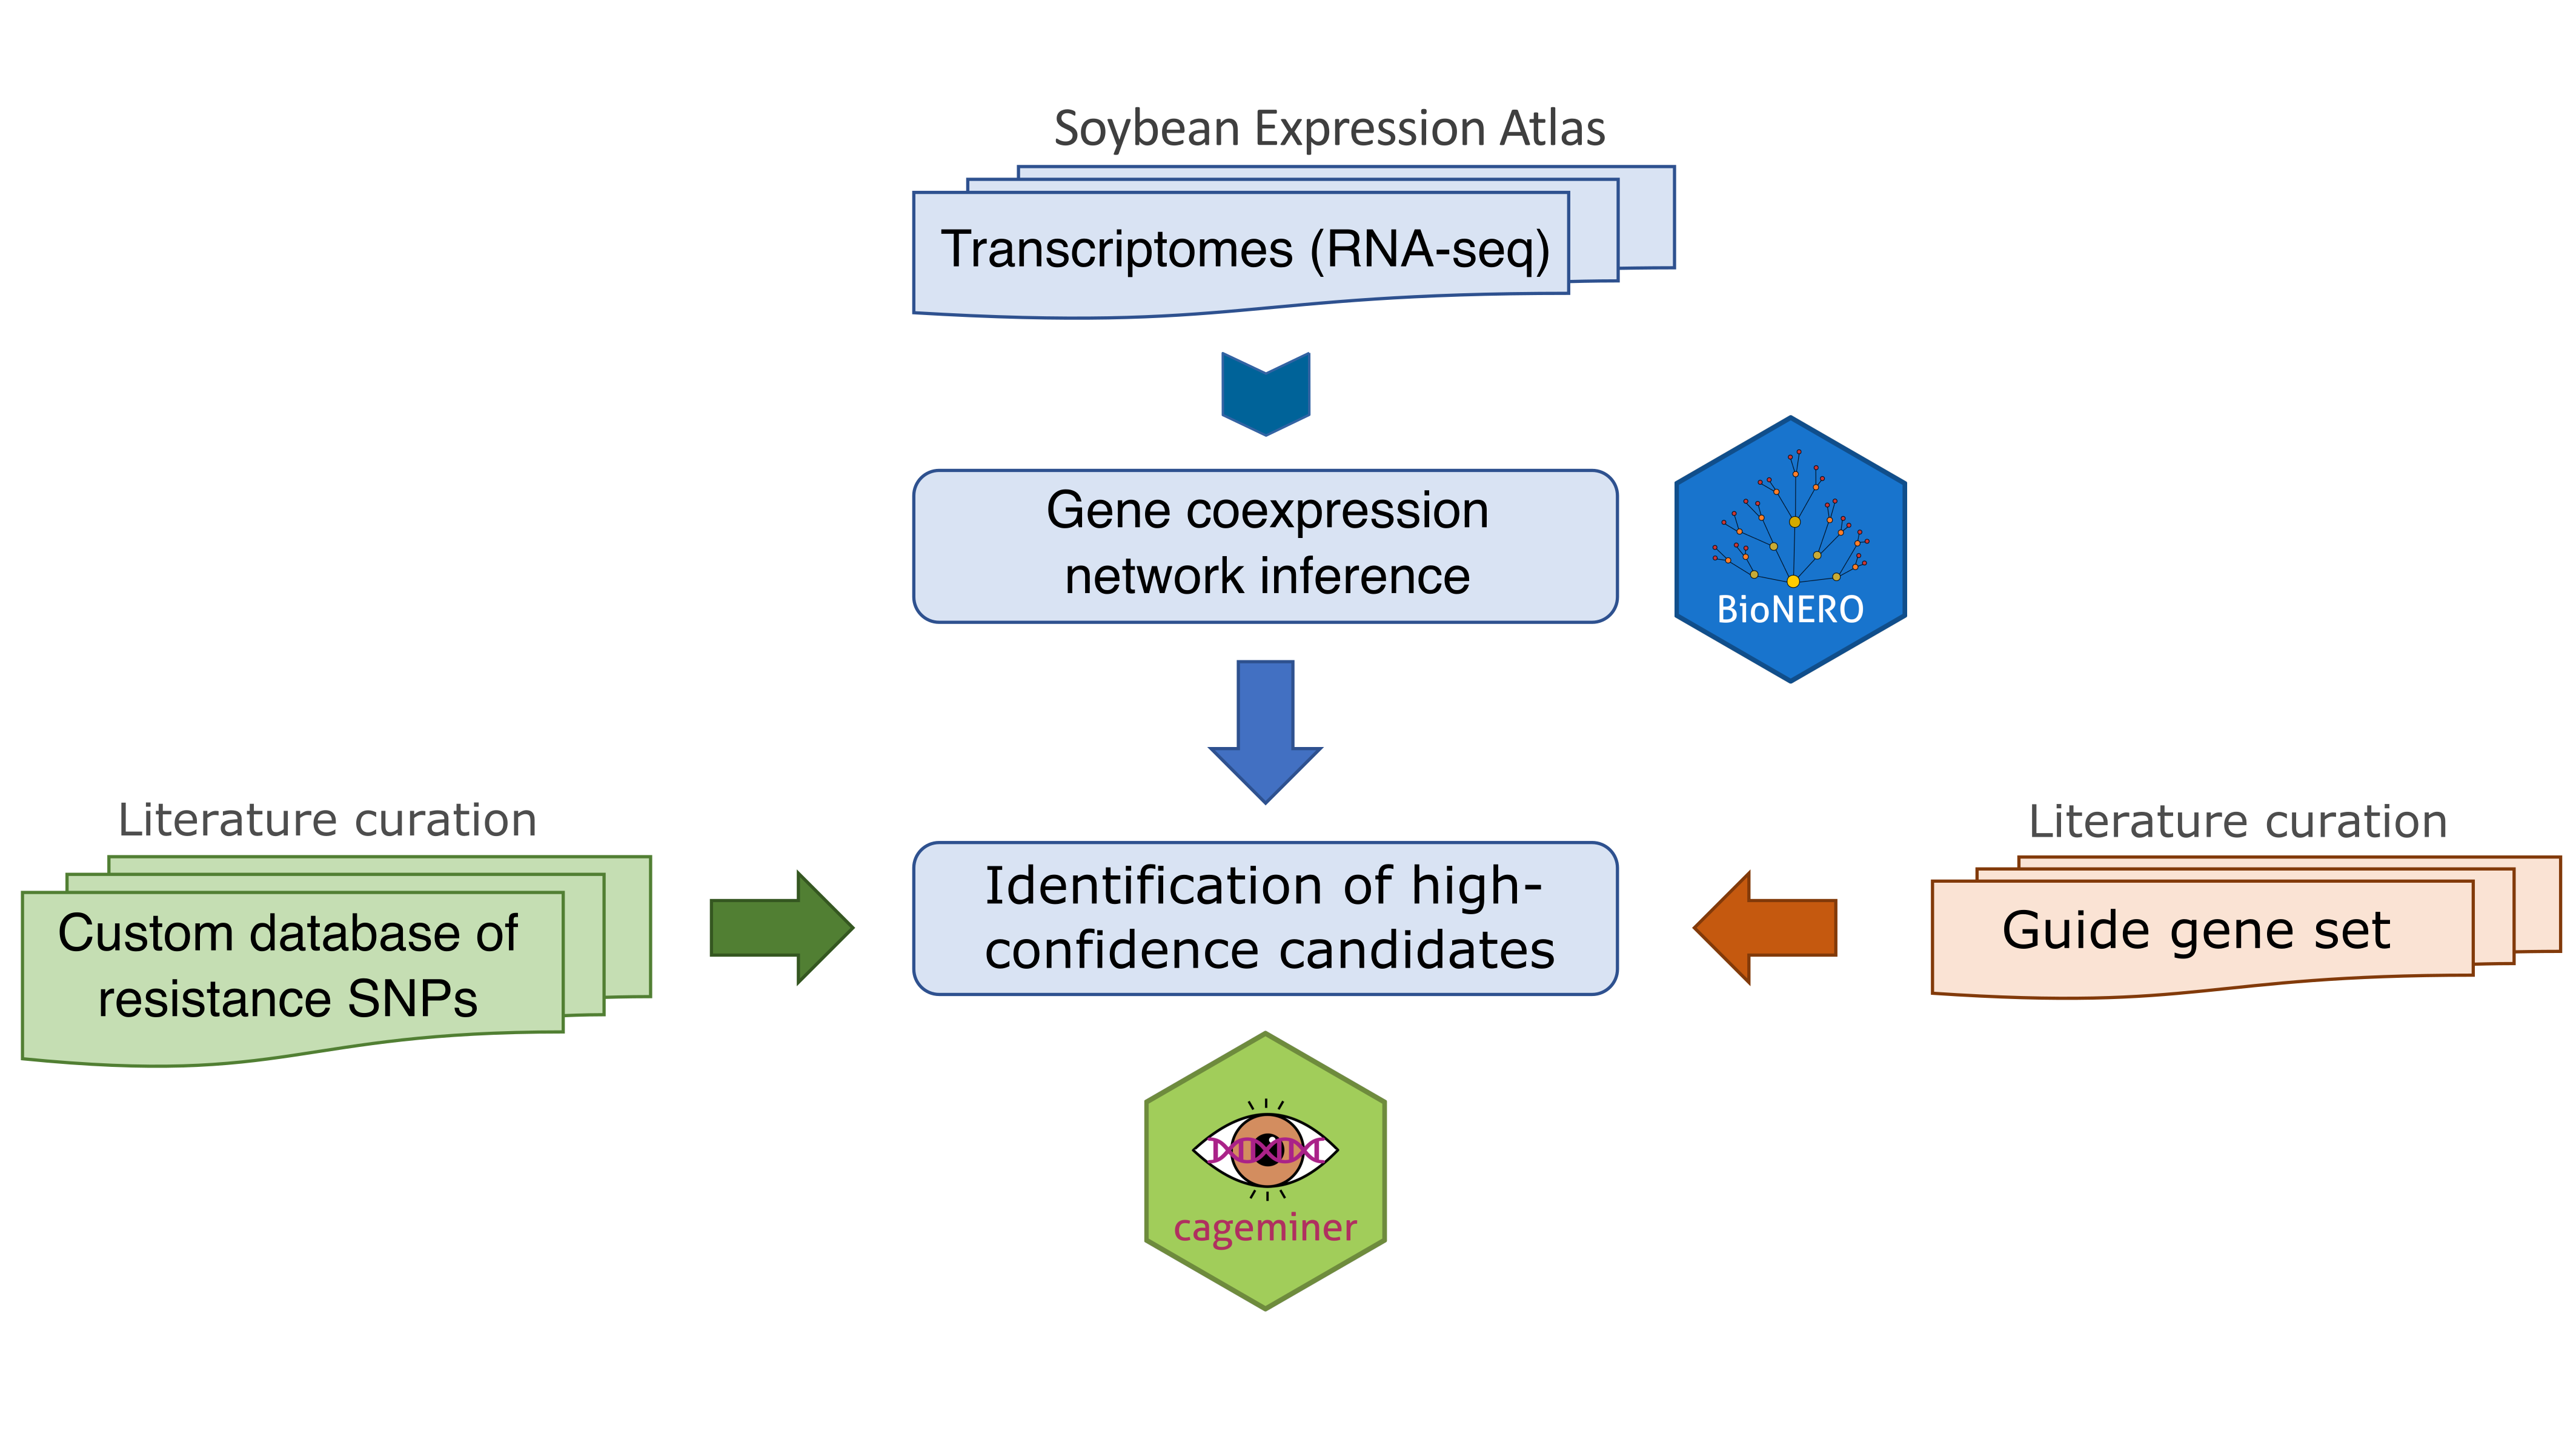 Soybean Expression Atlas
Transcriptomes (RNA-seq)
Gene coexpression
network inference
BioNERO
Literature curation
Custom database of
resistance SNPs
Identification of high-
confidence candidates
Literature curation
Guide gene set
cageminer